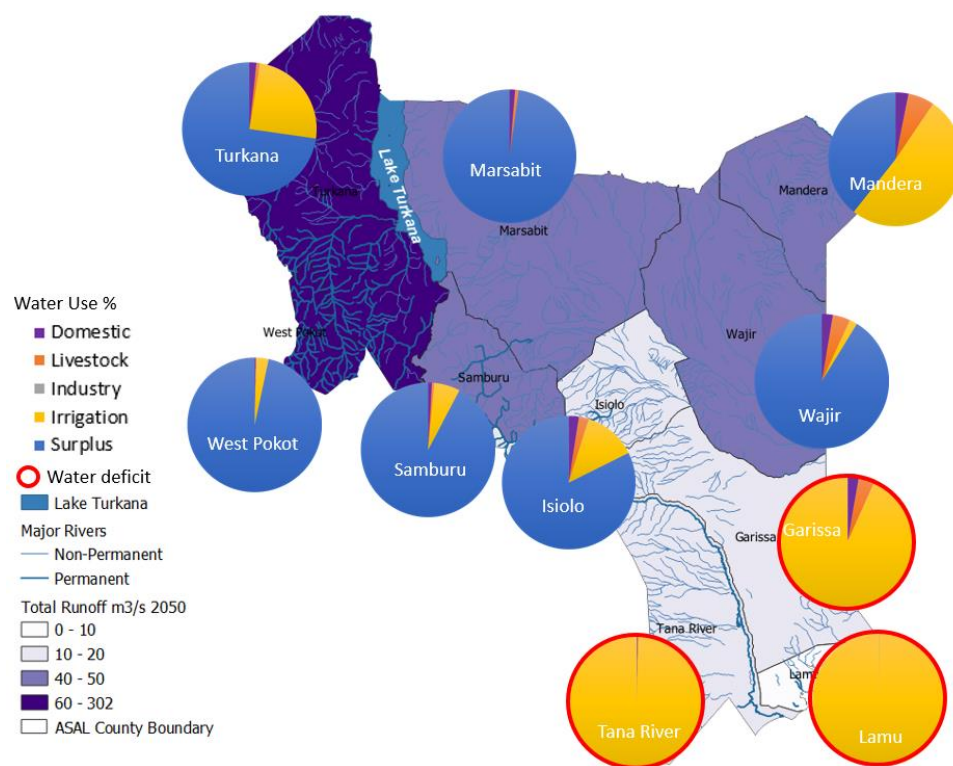 Turkana
Marsabit
Mandera
Lake Turkana
Turkana
Marsabit
Mandera
Water Use %
Domestic
Livestock
Industry
Irrigation
Surplus
Water deficit
Lake Turkana
Major Rivers
Non-Permanent
Permanent
Total Runoff m3/s 2050
0 - 10
10 - 20
40 - 50
60 - 302
ASAL County Boundary
West Pokot
West Pokot
Samburu
Samburu
Isiolo
Isiolo
Wajir
Wajir
Garissa
Garissa
Tana River
Tana River
Lamu